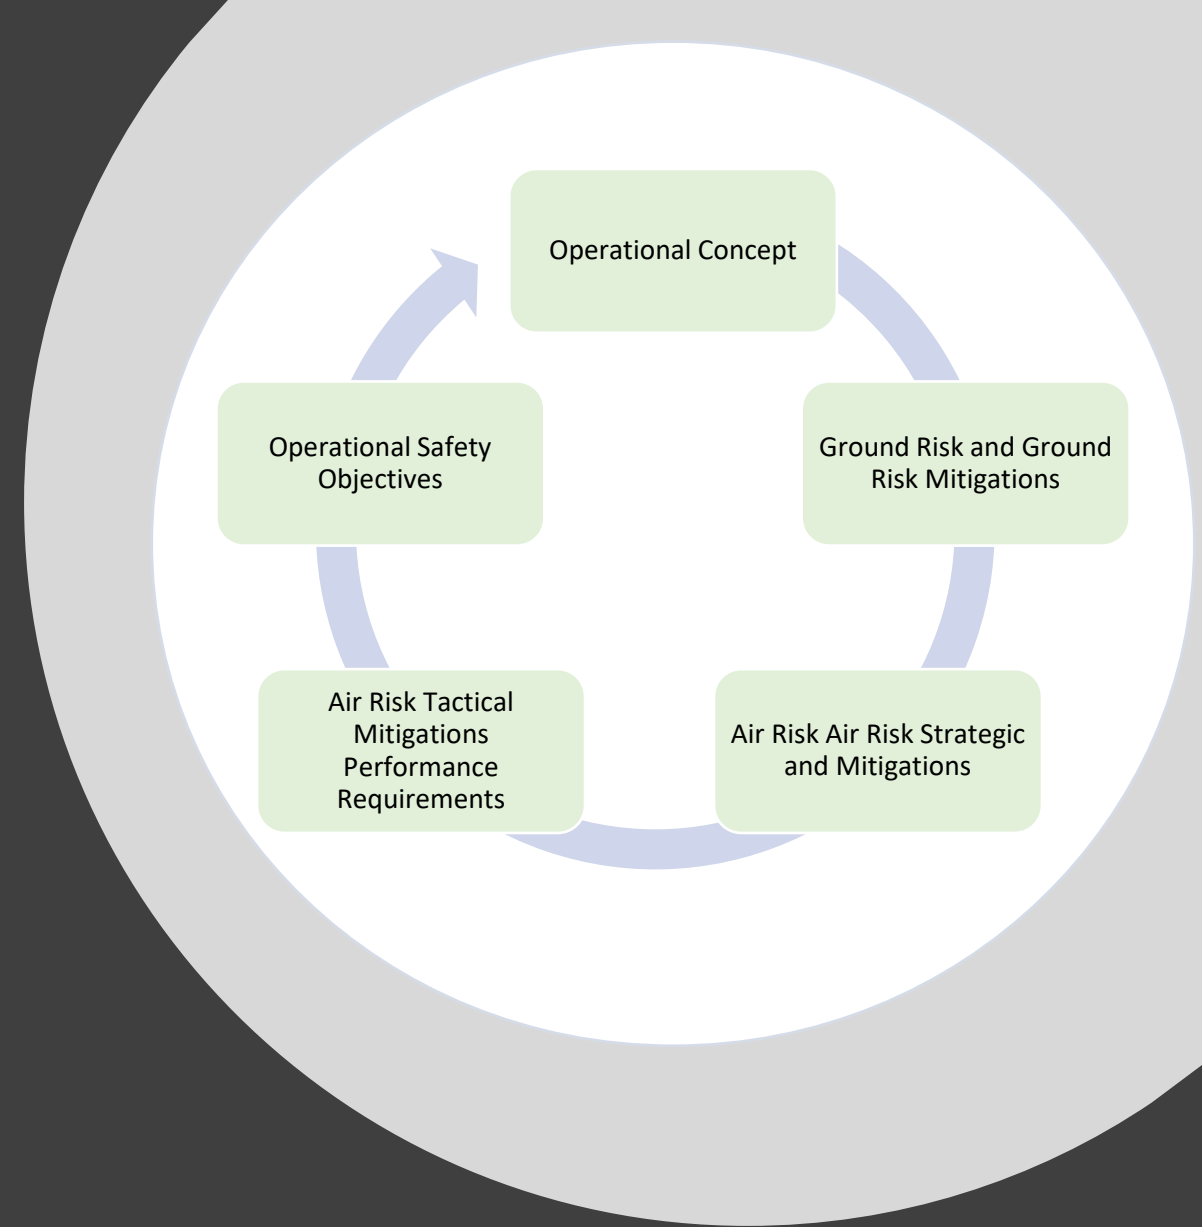 Operational Concept
Ground Risk and Ground
Risk Mitigations
Air Risk Air Risk Strategic
and Mitigations
Air Risk Tactical
Mitigations
Performance
Requirements
Operational Safety
Objectives